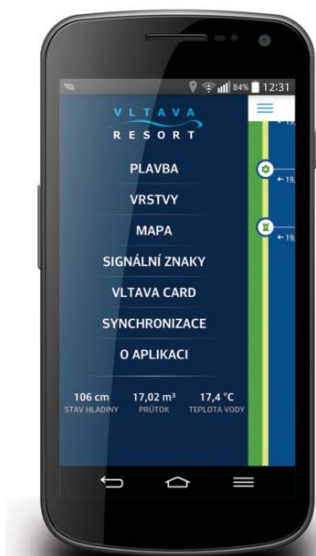 84% 12:31
VLTAVA
RESORT
PLAVBA
VRSTVY
MAPA
SIGNÁLNÍ ZNAKY
VLTAVA CARD
SYNCHRONIZACE
O APLIKACI
106 cm 17,02 m³ 17,4 °C
STAV HLADINY PRŮTOK TEPLOTA VODY